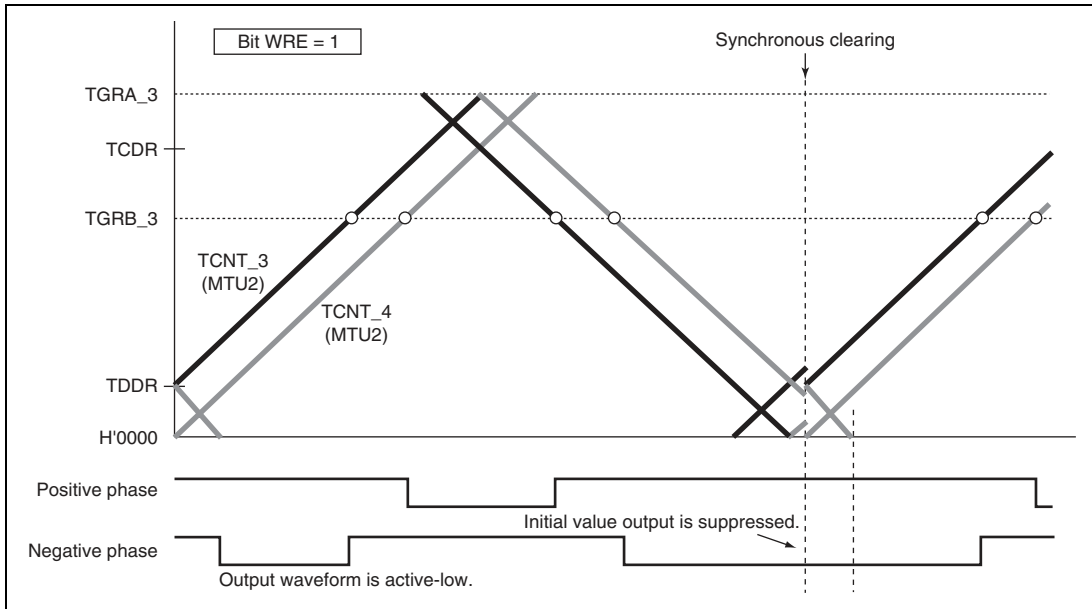 Bit WRE = 1
Synchronous clearing
TGRA_3
TCDR
TGRB_3
TCNT_3
(MTU2)
TCNT_4
(MTU2)
TDDR
H'0000
Positive phase
Initial value output is suppressed.
Negative phase
Output waveform is active-low.